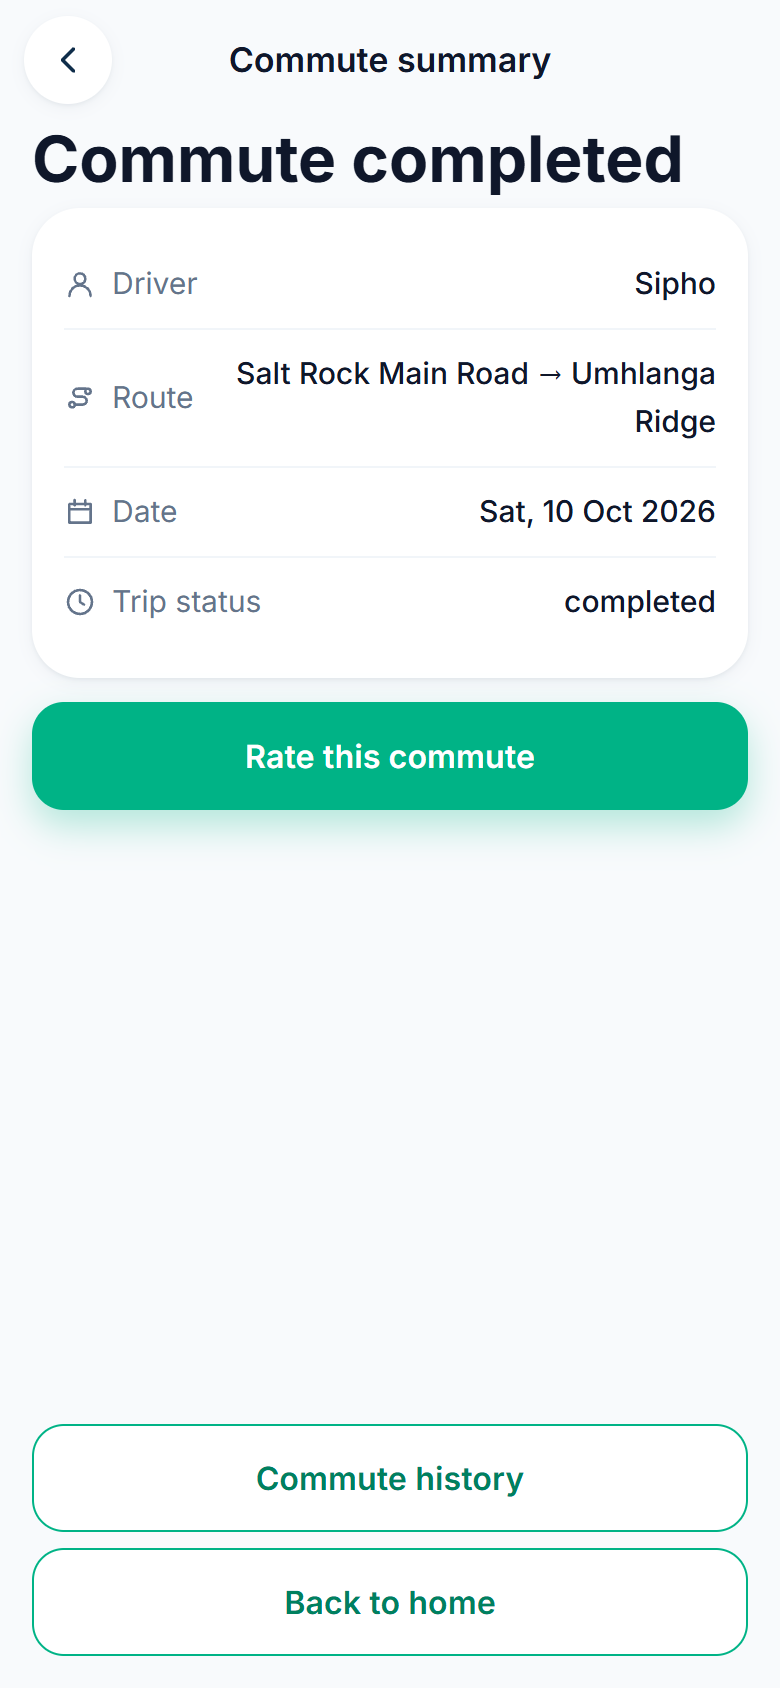 Commute summary
Commute completed
Driver Sipho
Route Salt Rock Main Road → Umhlanga
Ridge
Date Sat, 10 Oct 2026
Trip status completed
Rate this commute
Commute history
Back to home